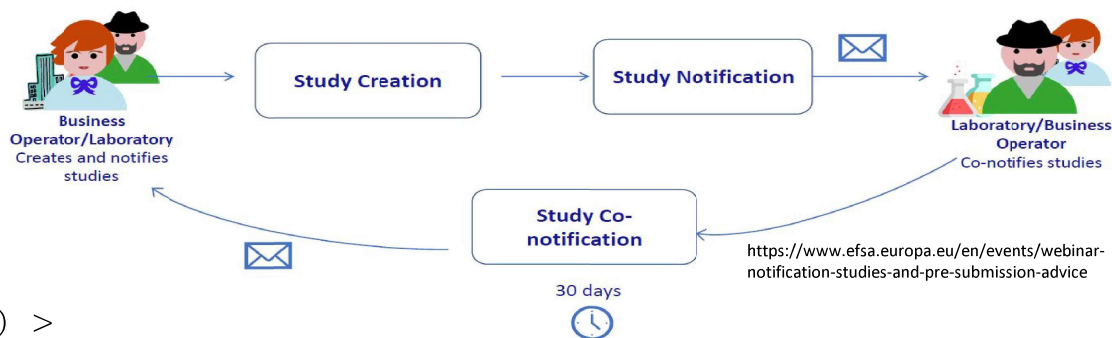 Study Creation
Study Notification
Business
Operator/Laboratory
Creates and notifies
studies
Laboratory/Business
Operator
Co-notifies studies
Study Co-
notification
https://www.efsa.europa.eu/en/events/webinar-
notification-studies-and-pre-submission-advice
30 days
) >